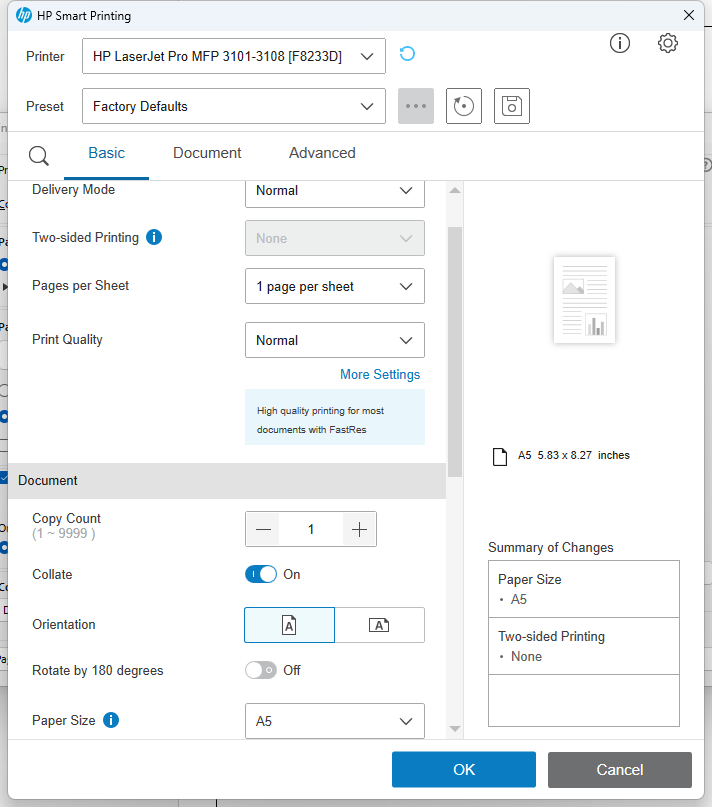 HP Smart Printing
Printer
HP LaserJet Pro MFP 3101-3108 [F8233D]
Preset
Factory Defaults
Basic
Document
Advanced
Delivery Mode
Normal
Two-sided Printing
None
Pages per Sheet
1 page per sheet
Print Quality
Normal
More Settings
High quality printing for most
documents with FastRes
Document
Copy Count
(1 ~ 9999 )
1
Collate
On
Orientation
A
A
Rotate by 180 degrees
Off
Paper Size
A5
A5 5.83 x 8.27 inches
Summary of Changes
Paper Size
• A5
Two-sided Printing
• None
OK
Cancel